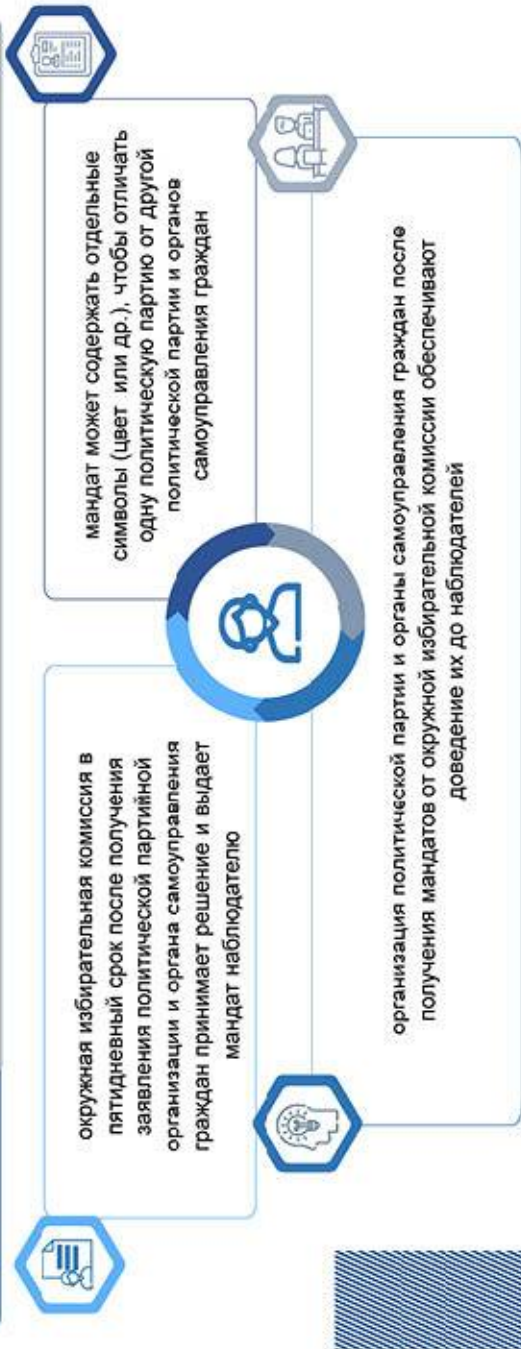 окружная избирательная комиссия в
пятидневный срок после получения
заявления политической партийной
организации и органа самоуправления
граждан принимает решение и выдает
мандат наблюдателю
мандат может содержать отдельные
символы (цвет или др.), чтобы отличать
одну политическую партию от другой
политической партии и органов
самоуправления граждан
организация политической партии и органы самоуправления граждан после
получения мандатов от окружной избирательной комиссии обеспечивают
доведение их до наблюдателей